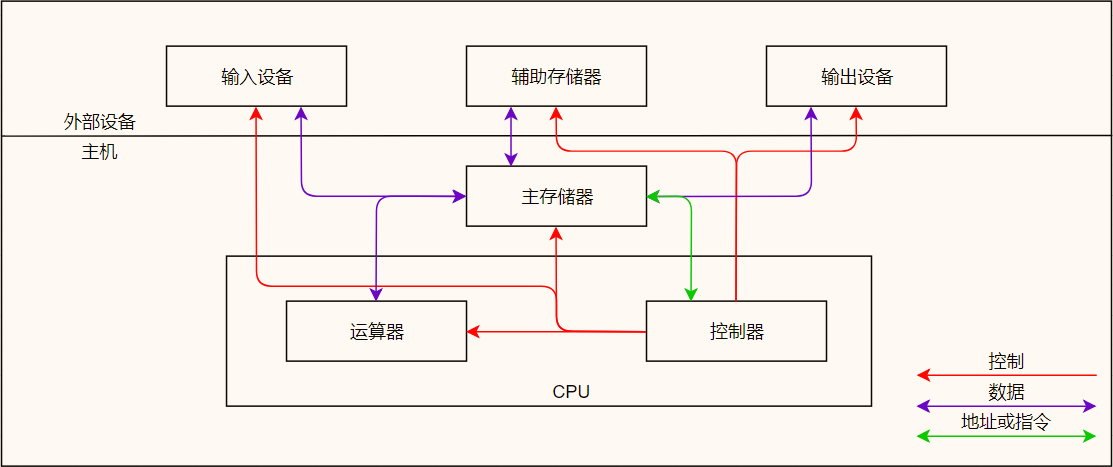 输入设备
辅助存储器
输出设备
外部设备
主机
主存储器
运算器
控制器
CPU
控制
数据
地址或指令